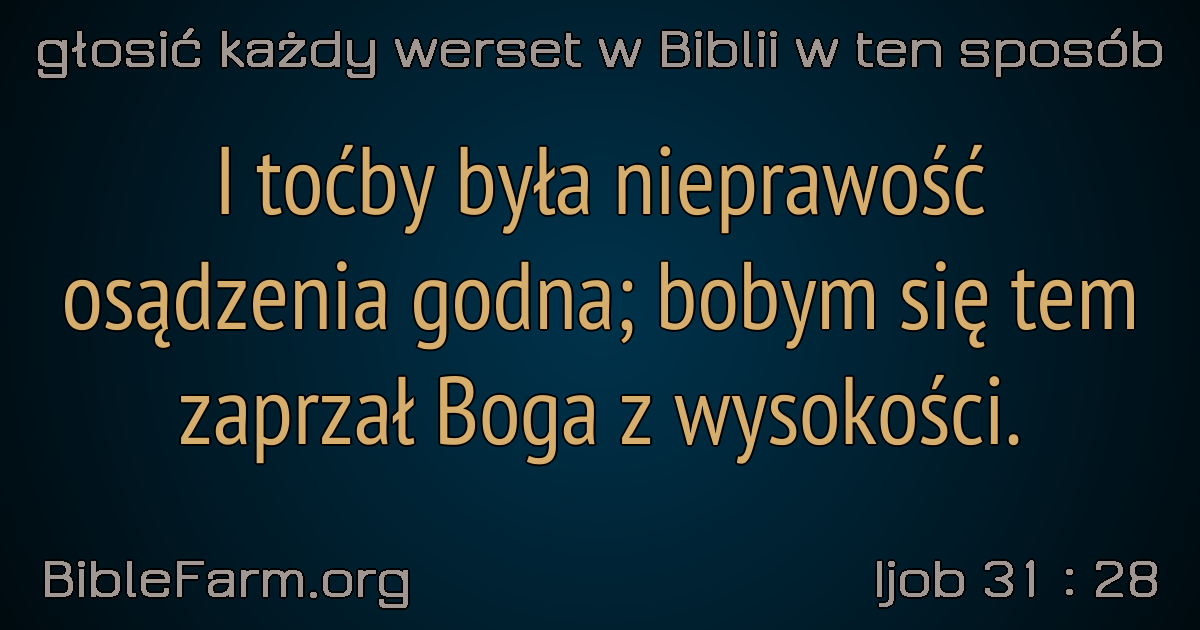 głosić każdy werset w Biblii w ten sposób
I toćby była nieprawość
osądzenia godna; bobym się tem
zaprzał Boga z wysokości.
BibleFarm.org
Ijob 31 : 28